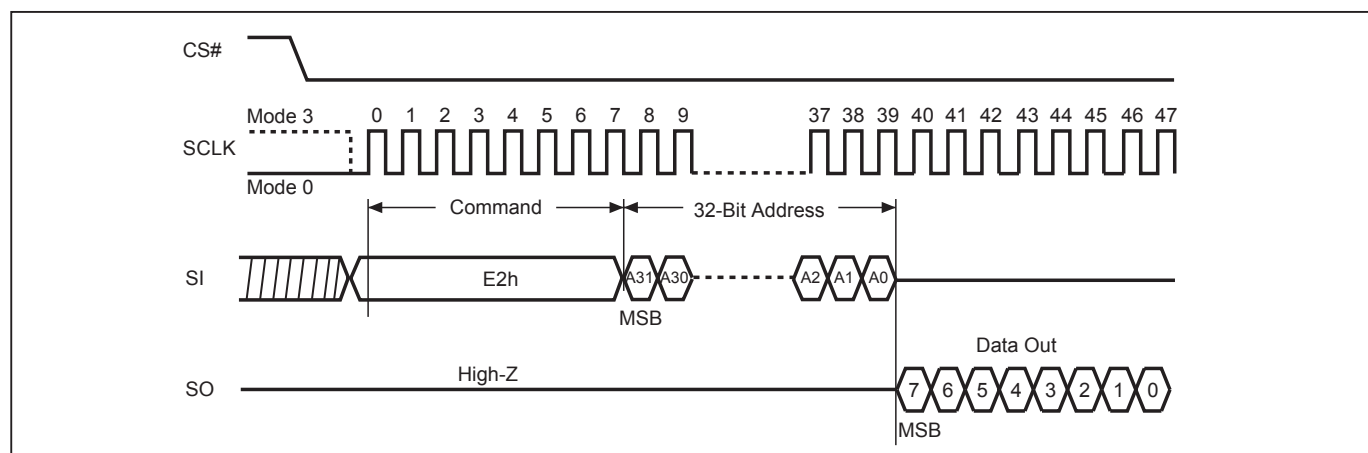 CS#
Mode 3
0 1 2 3 4 5 6 7 8 9 37 38 39 40 41 42 43 44 45 46 47
SCLK
Mode 0
Command 32-Bit Address
SI E2h A31 A30 A2 A1 A0
MSB
Data Out
High-Z
SO 7 6 5 4 3 2 1 0
MSB